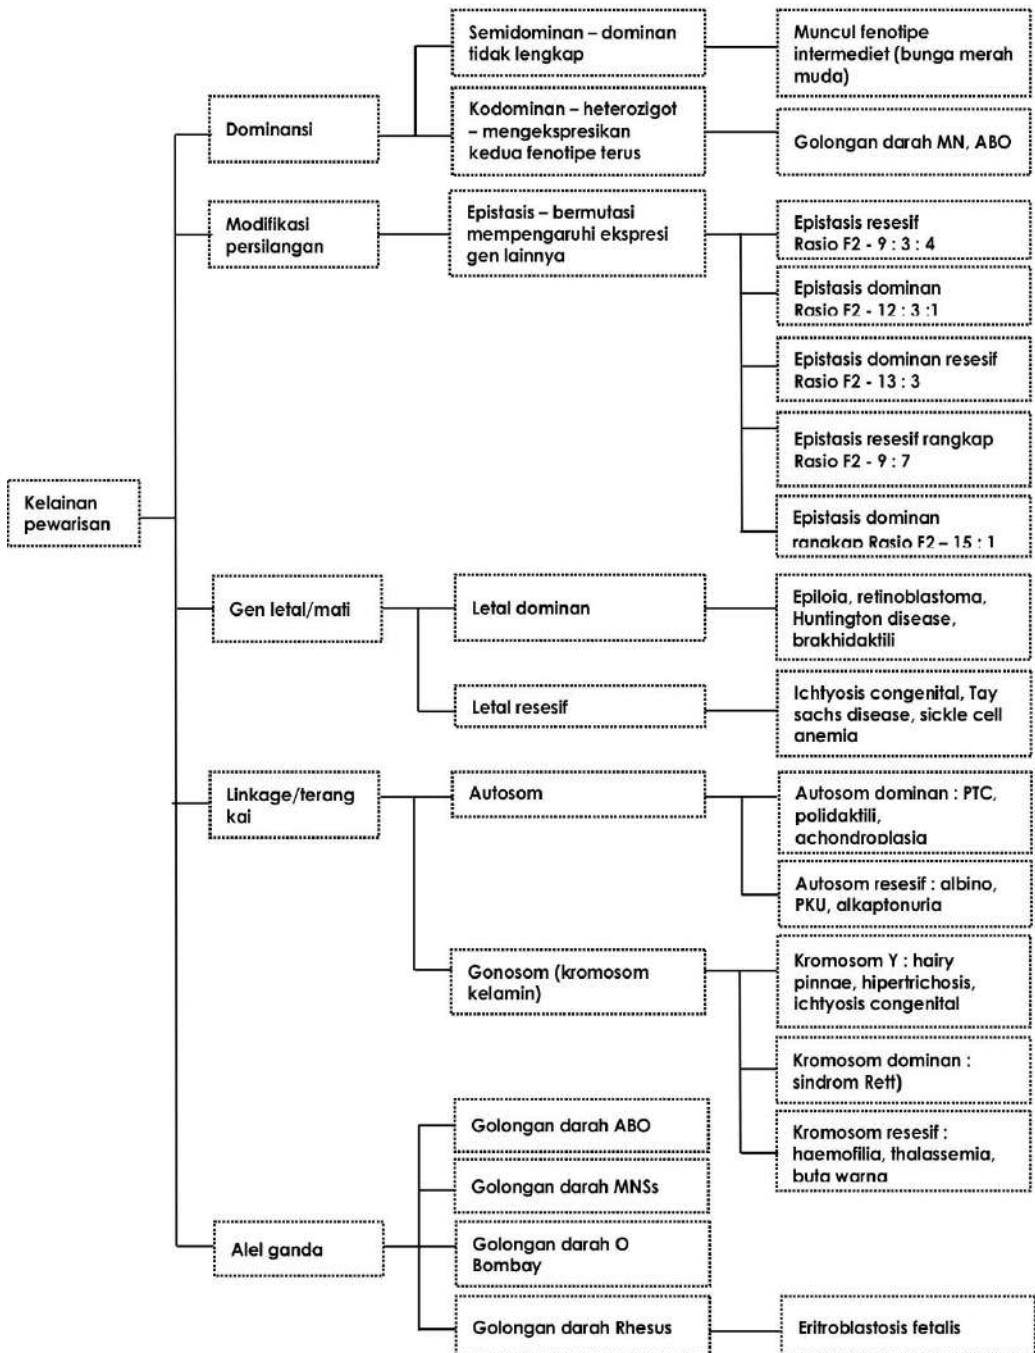 Semidominan – dominan
tidak lengkap
Muncul fenotipe
intermediet (bunga merah
muda)
Dominansi
Kodominan – heterozigot
– mengekspresikan
kedua fenotipe terus
Golongan darah MN, ABO
Modifikasi
persilangan
Epistasis – bermutasi
mempengaruhi ekspresi
gen lainnya
Epistasis resesif
Rasio F2 - 9 : 3 : 4
Epistasis dominan
Rasio F2 - 12 : 3 :1
Epistasis dominan resesif
Rasio F2 - 13 : 3
Epistasis resesif rangkap
Rasio F2 - 9 : 7
Epistasis dominan
rangkap Rasio F2 – 15 : 1
Kelainan
pewarisan
Gen letal/mati
Letal dominan
Epiloia, retinoblastoma,
Huntington disease,
brakhidaktili
Letal resesif
Ichtyosis congenital, Tay
sachs disease, sickle cell
anemia
Linkage/terang
kai
Autosom
Autosom dominan : PTC,
polidaktili,
achondroplasia
Autosom resesif : albino,
PKU, alkaptonuria
Gonosom (kromosom
kelamin)
Kromosom Y : hairy
pinnae, hipertrichosis,
ichtyosis congenital
Kromosom dominan :
sindrom Rett)
Kromosom resesif :
haemofilia, thalassemia,
buta warna
Alel ganda
Golongan darah ABO
Golongan darah MNSs
Golongan darah O
Bombay
Golongan darah Rhesus
Eritroblastosis fetalis